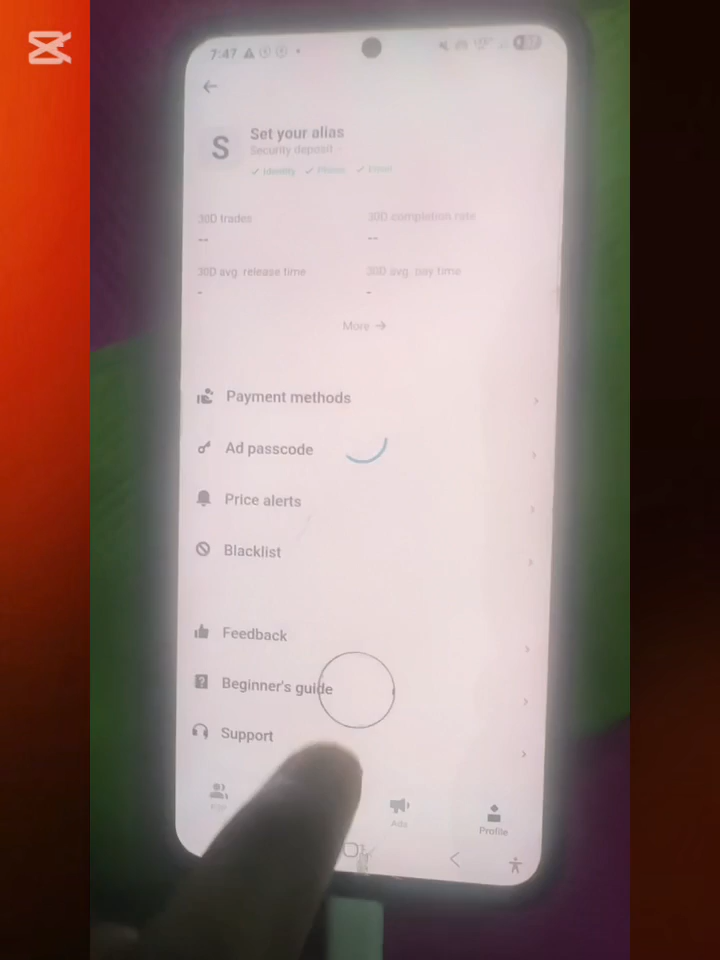 7:47
Set your alias
Security deposit --
Identity Phone Email
30D trades
30D completion rate
--
--
30D avg. release time
30D avg. pay time
-
-
More →
Payment methods
Ad passcode
Price alerts
Blacklist
Feedback
Beginner's guide
Support
Ads
Profile